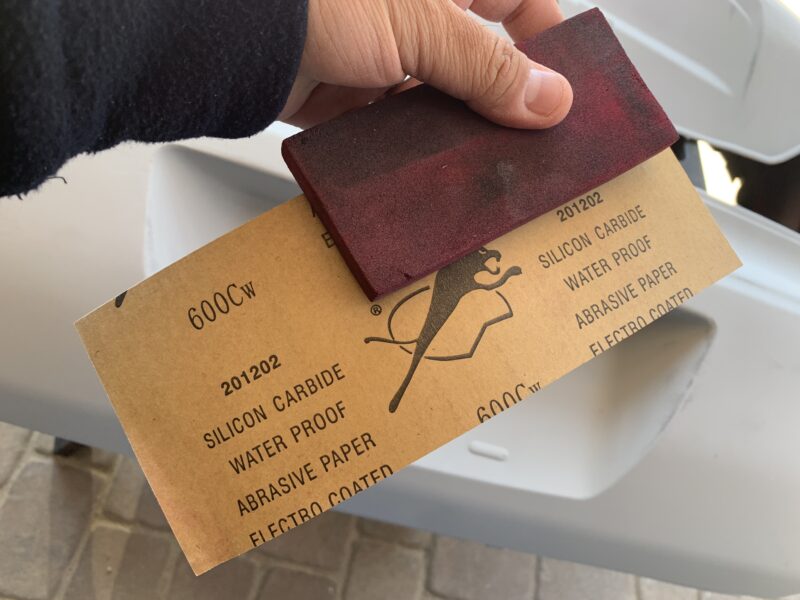 600Cw
201202
SILICON CARBIDE
WATER PROOF
ABRASIVE PAPER
ELECTRO COATED
®
600Cw
201202
SILICON CARBIDE
WATER PROOF
ABRASIVE PAPER
ELECTRO COATED